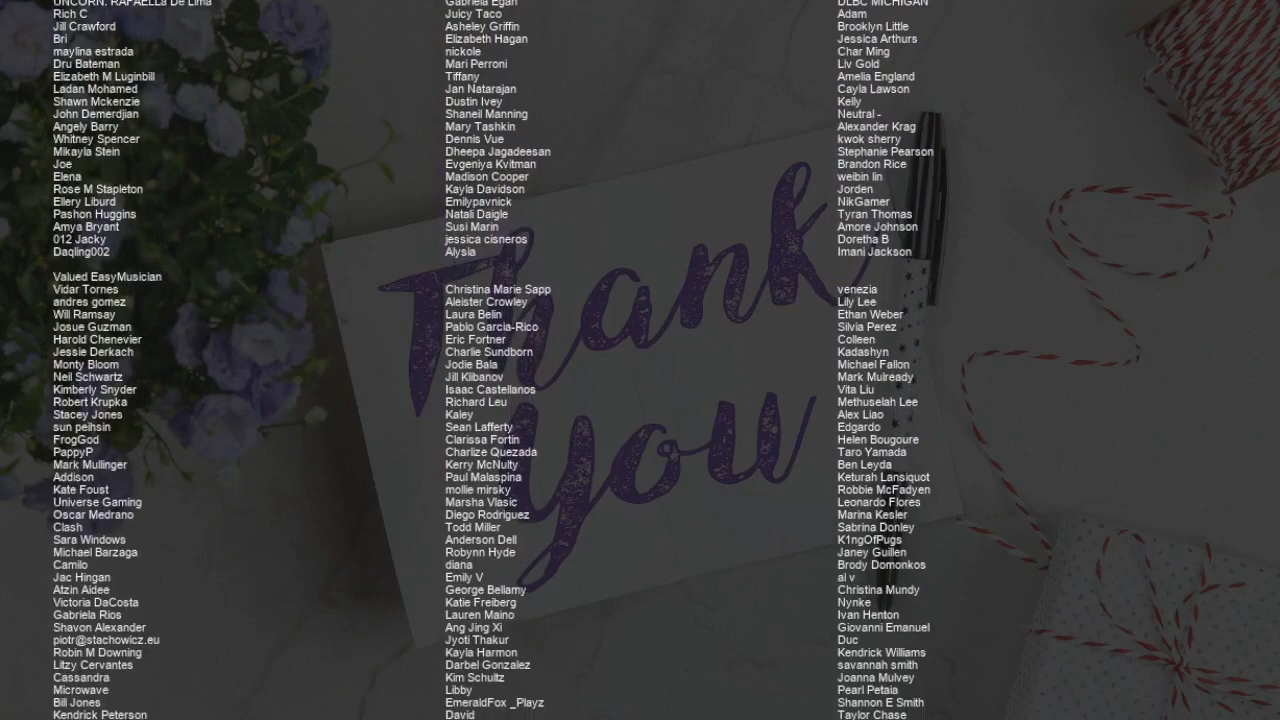 UNCORN. RAFAELLa De Lima
Rich C
Jill Crawford
Bri
maylina estrada
Dru Bateman
Elizabeth M Luginbill
Ladan Mohamed
Shawn Mckenzie
John Demerdjian
Angely Barry
Whitney Spencer
Mikayla Stein
Joe
Elena
Rose M Stapleton
Ellery Liburd
Pashon Huggins
Amya Bryant
012 Jacky
Daqling002
Valued EasyMusician
Vidar Tornes
andres gomez
Will Ramsay
Josue Guzman
Harold Chenevier
Jessie Derkach
Monty Bloom
Neil Schwartz
Kimberly Snyder
Robert Krupka
Stacey Jones
sun peihsin
FrogGod
PappyP
Mark Mullinger
Addison
Kate Foust
Universe Gaming
Oscar Medrano
Clash
Sara Windows
Michael Barzaga
Camilo
Jac Hingan
Atzin Aidee
Victoria DaCosta
Gabriela Rios
Shavon Alexander
piotr@stachowicz.eu
Robin M Downing
Litzy Cervantes
Cassandra
Microwave
Bill Jones
Kendrick Peterson
Gabriela Egan
Juicy Taco
Asheley Griffin
Elizabeth Hagan
nickole
Mari Perroni
Tiffany
Jan Natarajan
Dustin Ivey
Shaneil Manning
Mary Tashkin
Dennis Vue
Dheepa Jagadeesan
Evgeniya Kvitman
Madison Cooper
Kayla Davidson
Emilypavnick
Natali Daigle
Susi Marin
jessica cisneros
Alysia
Christina Marie Sapp
Aleister Crowley
Laura Belin
Pablo Garcia-Rico
Eric Fortner
Charlie Sundborn
Jodie Bala
Jill Klibanov
Isaac Castellanos
Richard Leu
Kaley
Sean Lafferty
Clarissa Fortin
Charlize Quezada
Kerry McNulty
Paul Malaspina
mollie mirsky
Marsha Vlasic
Diego Rodriguez
Todd Miller
Anderson Dell
Robynn Hyde
diana
Emily V
George Bellamy
Katie Freiberg
Lauren Maino
Ang Jing Xi
Jyoti Thakur
Kayla Harmon
Darbel Gonzalez
Kim Schultz
Libby
EmeraldFox _Playz
David
DLBC MICHIGAN
Adam
Brooklyn Little
Jessica Arthurs
Char Ming
Liv Gold
Amelia England
Cayla Lawson
Kelly
Neutral -
Alexander Krag
kwok sherry
Stephanie Pearson
Brandon Rice
weibin lin
Jorden
NikGamer
Tyran Thomas
Amore Johnson
Doretha B
Imani Jackson
venezia
Lily Lee
Ethan Weber
Silvia Perez
Colleen
Kadashyn
Michael Fallon
Mark Mulready
Vita Liu
Methuselah Lee
Alex Liao
Edgardo
Helen Bougoure
Taro Yamada
Ben Leyda
Keturah Lansiquot
Robbie McFadyen
Leonardo Flores
Marina Kesler
Sabrina Donley
K1ngOfPugs
Janey Guillen
Brody Domonkos
al v
Christina Mundy
Nynke
Ivan Henton
Giovanni Emanuel
Duc
Kendrick Williams
savannah smith
Joanna Mulvey
Pearl Petaia
Shannon E Smith
Taylor Chase
Thank
you